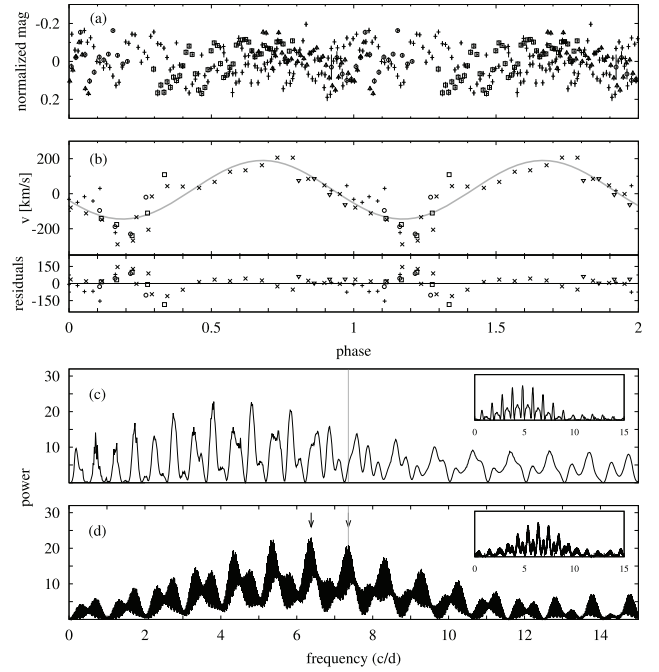 (a)
normalized mag
-0.2
0
0.2
(b)
v [km/s]
200
0
-200
residuals
150
0
-150
0 0.5 1 1.5 2
phase
(c)
30
20
10
0 5 10 15
power
(d)
30
20
10
0 5 10 15
0 2 4 6 8 10 12 14
frequency (c/d)